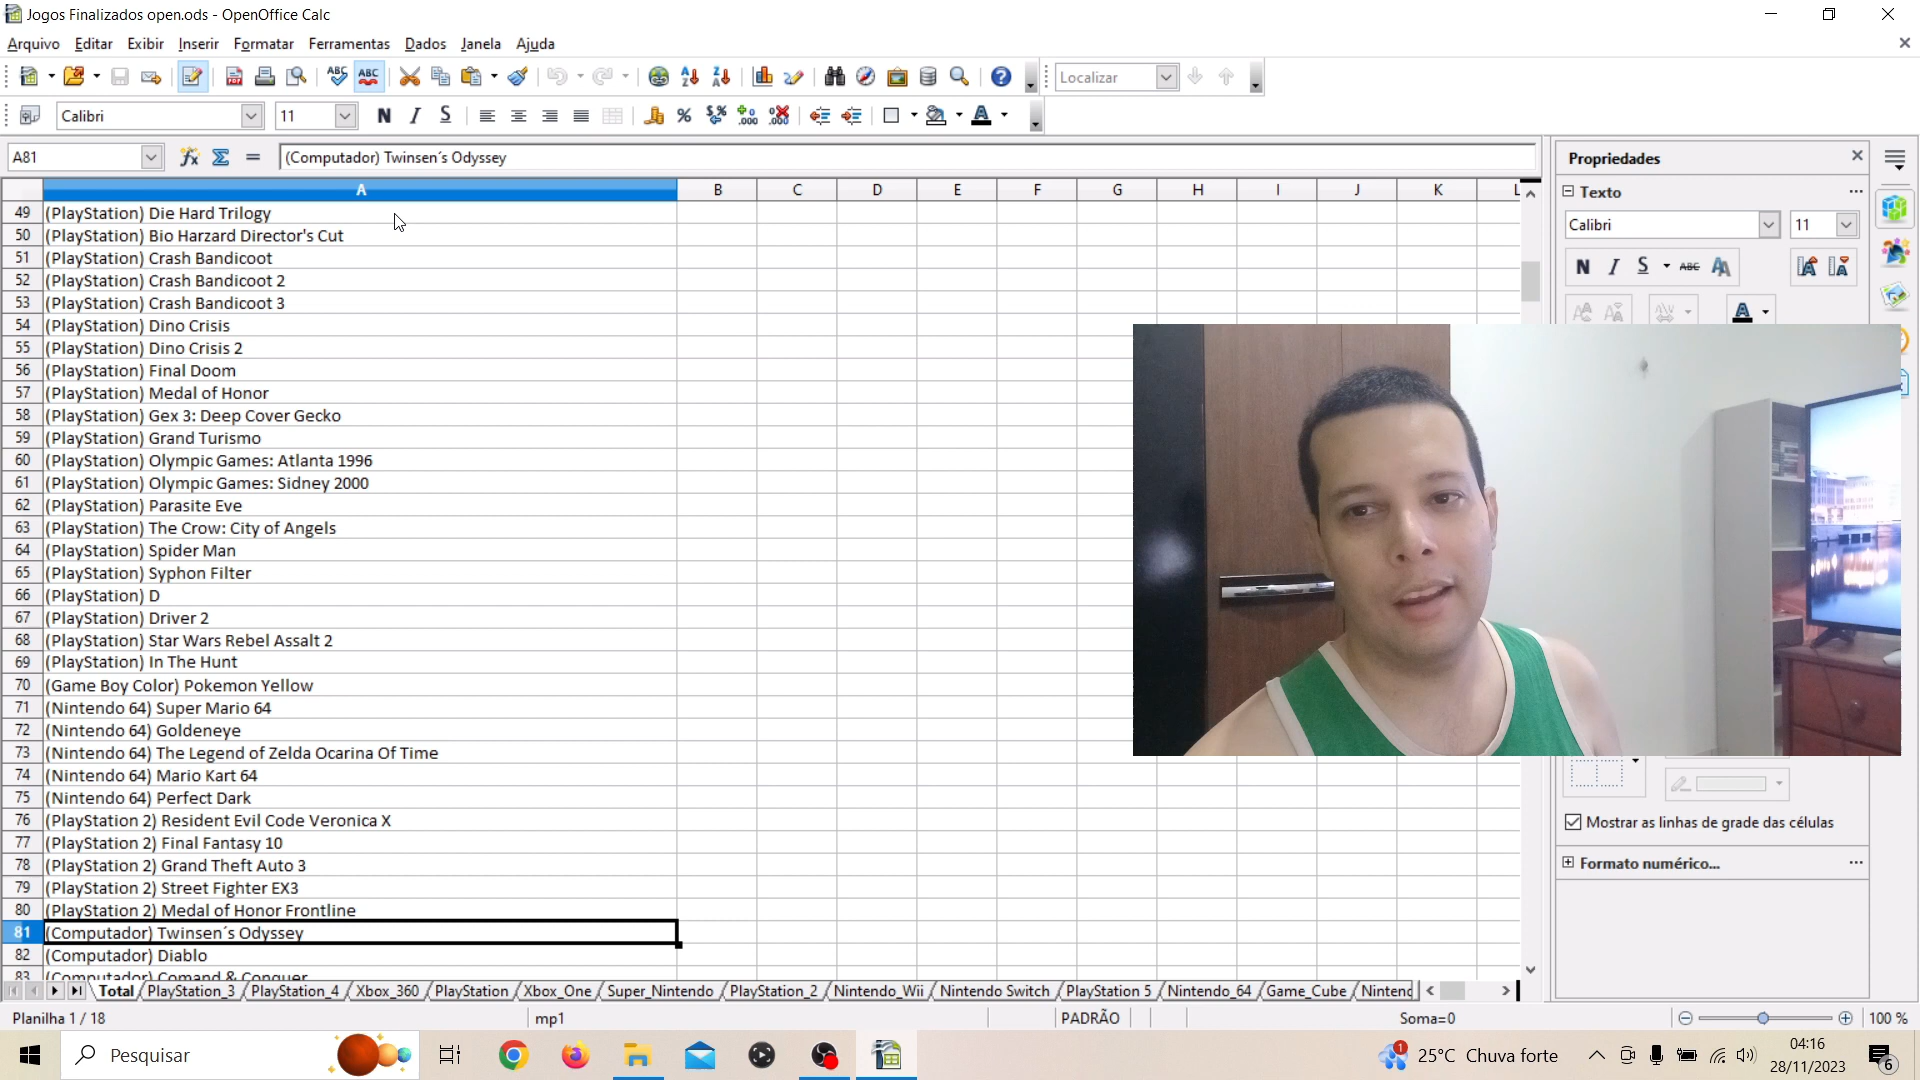 Jogos Finalizados open.ods - OpenOffice Calc
Arquivo Editar Exibir Inserir Formatar Ferramentas Dados Janela Ajuda
Localizar
Calibri 11 N I S
A81 (Computador) Twinsen´s Odyssey
A B C D E F G H I J K L
49 (PlayStation) Die Hard Trilogy
50 (PlayStation) Bio Harzard Director's Cut
51 (PlayStation) Crash Bandicoot
52 (PlayStation) Crash Bandicoot 2
53 (PlayStation) Crash Bandicoot 3
54 (PlayStation) Dino Crisis
55 (PlayStation) Dino Crisis 2
56 (PlayStation) Final Doom
57 (PlayStation) Medal of Honor
58 (PlayStation) Gex 3: Deep Cover Gecko
59 (PlayStation) Grand Turismo
60 (PlayStation) Olympic Games: Atlanta 1996
61 (PlayStation) Olympic Games: Sidney 2000
62 (PlayStation) Parasite Eve
63 (PlayStation) The Crow: City of Angels
64 (PlayStation) Spider Man
65 (PlayStation) Syphon Filter
66 (PlayStation) D
67 (PlayStation) Driver 2
68 (PlayStation) Star Wars Rebel Assalt 2
69 (PlayStation) In The Hunt
70 (Game Boy Color) Pokemon Yellow
71 (Nintendo 64) Super Mario 64
72 (Nintendo 64) Goldeneye
73 (Nintendo 64) The Legend of Zelda Ocarina Of Time
74 (Nintendo 64) Mario Kart 64
75 (Nintendo 64) Perfect Dark
76 (PlayStation 2) Resident Evil Code Veronica X
77 (PlayStation 2) Final Fantasy 10
78 (PlayStation 2) Grand Theft Auto 3
79 (PlayStation 2) Street Fighter EX3
80 (PlayStation 2) Medal of Honor Frontline
81 (Computador) Twinsen´s Odyssey
82 (Computador) Diablo
83 (Computador) Comand & Conquer
Propriedades
Texto
Calibri 11
N I S ABC
Mostrar as linhas de grade das células
Formato numérico...
Total PlayStation_3 PlayStation_4 Xbox_360 PlayStation Xbox_One Super_Nintendo PlayStation_2 Nintendo_Wii Nintendo Switch PlayStation 5 Nintendo_64 Game_Cube Nintend
Planilha 1 / 18 mp1 PADRÃO Soma=0 100 %
Pesquisar
1 25°C Chuva forte
04:16
28/11/2023
6